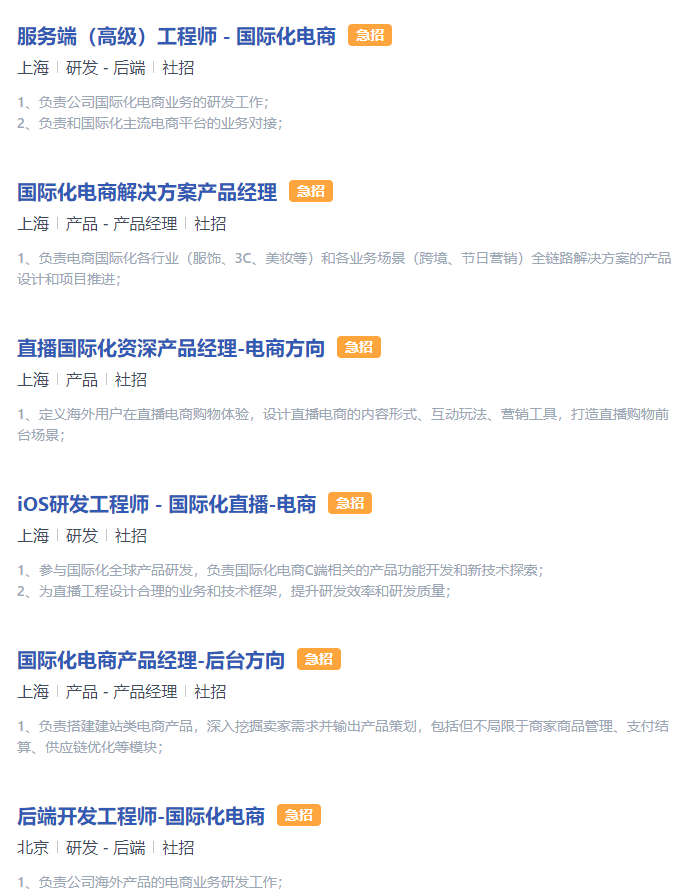 服务端（高级）工程师 - 国际化电商 急招
上海 研发 - 后端 社招
1、负责公司国际化电商业务的研发工作；
2、负责和国际化主流电商平台的业务对接；
国际化电商解决方案产品经理 急招
上海 产品 - 产品经理 社招
1、负责电商国际化各行业（服饰、3C、美妆等）和各业务场景（跨境、节日营销）全链路解决方案的产品
设计和项目推进；
直播国际化资深产品经理-电商方向 急招
上海 产品 社招
1、定义海外用户在直播电商购物体验，设计直播电商的内容形式、互动玩法、营销工具，打造直播购物前
台场景；
iOS研发工程师 - 国际化直播-电商 急招
上海 研发 社招
1、参与国际化全球产品研发，负责国际化电商C端相关的产品功能开发和新技术探索；
2、为直播工程设计合理的业务和技术框架，提升研发效率和研发质量；
国际化电商产品经理-后台方向 急招
上海 产品 - 产品经理 社招
1、负责搭建建站类电商产品，深入挖掘卖家需求并输出产品策划，包括但不局限于商家商品管理、支付结
算、供应链优化等模块；
后端开发工程师-国际化电商 急招
北京 研发 - 后端 社招
1、负责公司海外产品的电商业务研发工作；